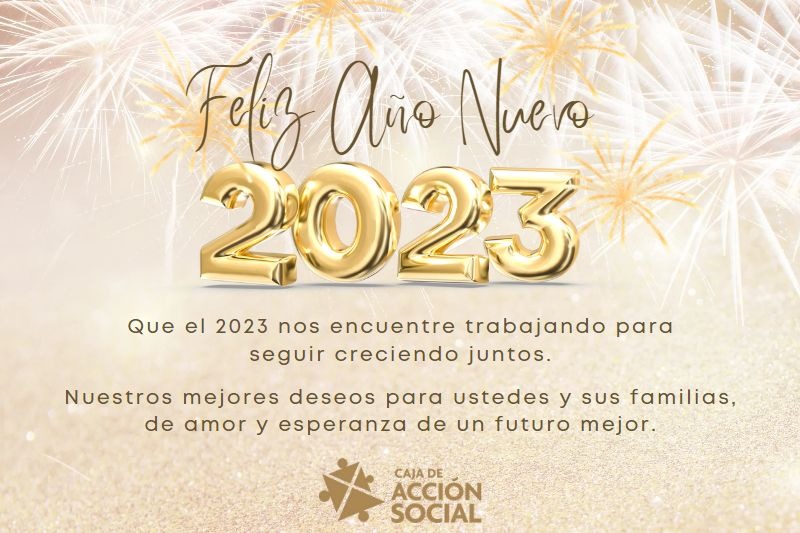 Feliz Año Nuevo
2023
Que el 2023 nos encuentre trabajando para
seguir creciendo juntos.
Nuestros mejores deseos para ustedes y sus familias,
de amor y esperanza de un futuro mejor.
CAJA DE
ACCIÓN
SOCIAL